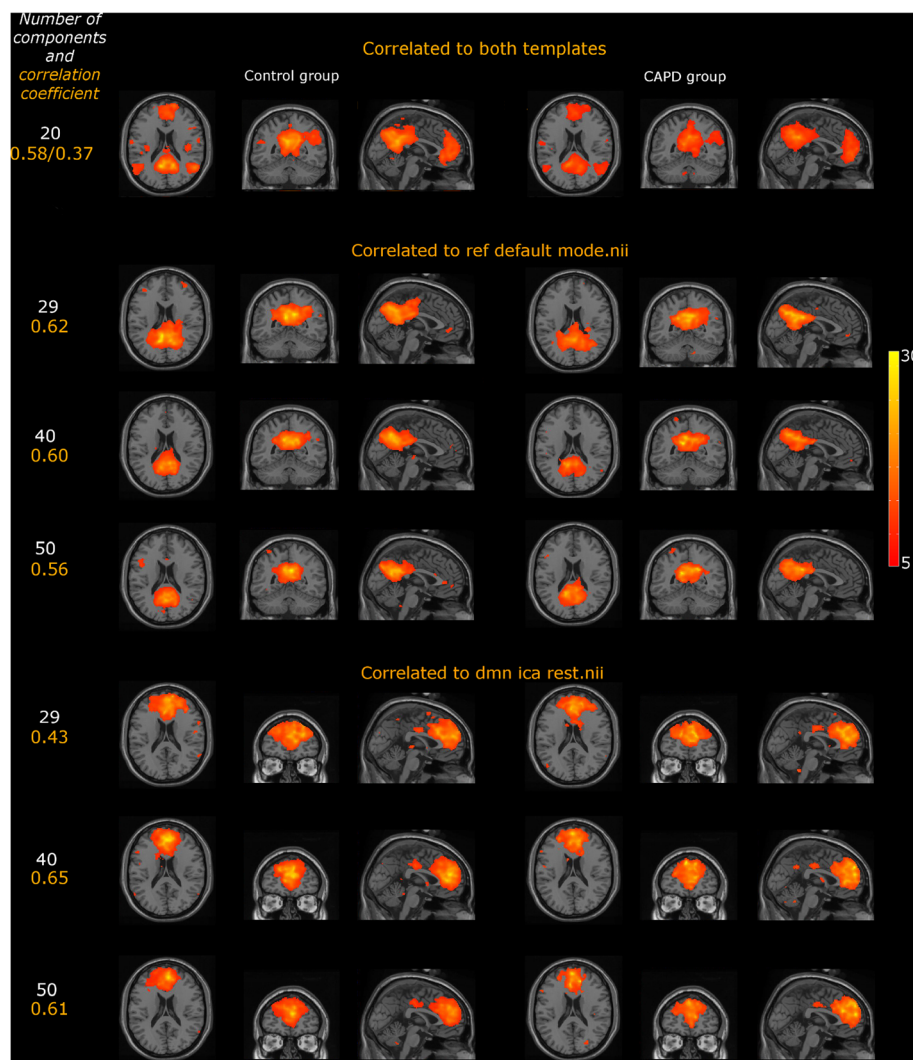 Number of
components
and
correlation
coefficient
Correlated to both templates
Control group
CAPD group
20
0.58/0.37
Correlated to ref default mode.nii
29
0.62
30
40
0.60
50
0.56
5
Correlated to dmn ica rest.nii
29
0.43
40
0.65
50
0.61